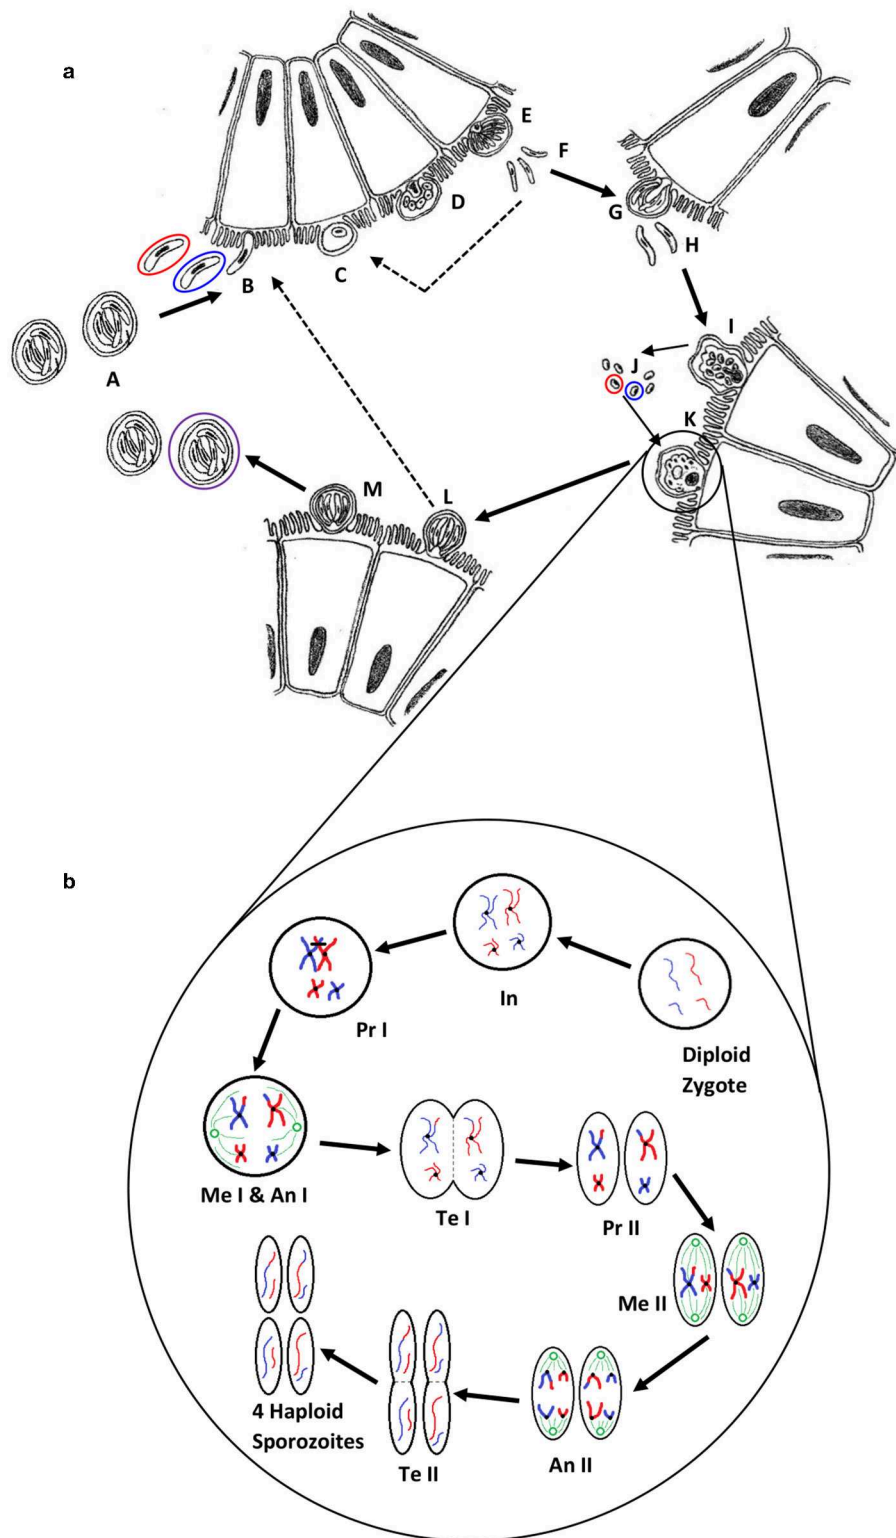 a
E
F
D
G
H
B
C
A
I
J
K
M
L
b
In
Pr I
Diploid
Zygote
Me I & An I
Te I
Pr II
Me II
4 Haploid
Sporozoites
Te II
An II